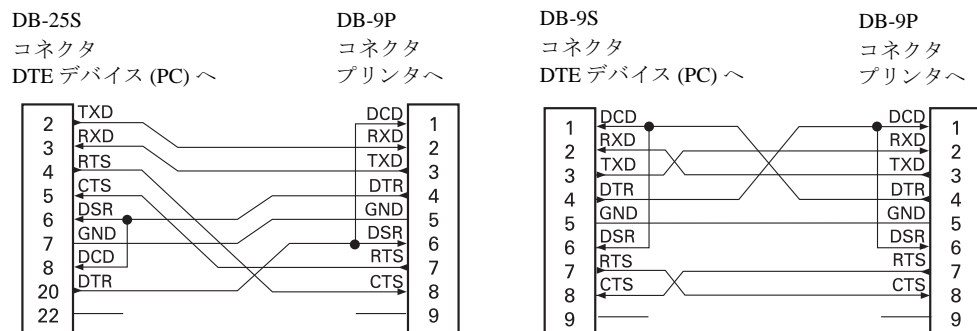 DB-25S
コネクタ
DTE デバイス (PC) へ
DB-9P
コネクタ
プリンタへ
2 TXD
3 RXD
4 RTS
5 CTS
6 DSR
7 GND
8 DCD
20 DTR
22
DCD 1
RXD 2
TXD 3
DTR 4
GND 5
DSR 6
RTS 7
CTS 8
9
DB-9S
コネクタ
DTE デバイス (PC) へ
DB-9P
コネクタ
プリンタへ
1 DCD
2 RXD
3 TXD
4 DTR
5 GND
6 DSR
7 RTS
8 CTS
9
DCD 1
RXD 2
TXD 3
DTR 4
GND 5
DSR 6
RTS 7
CTS 8
9